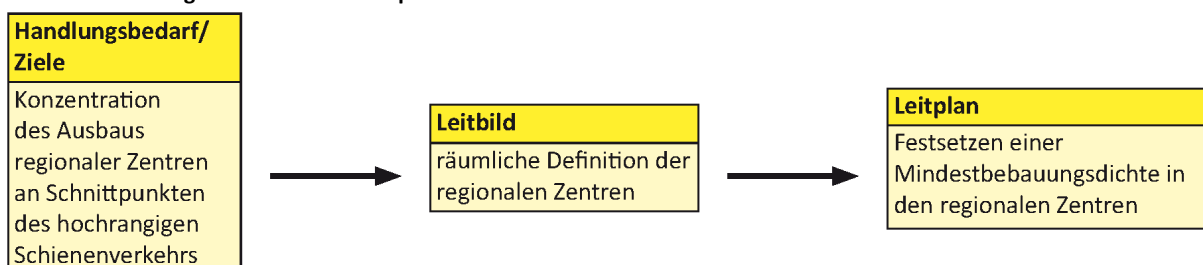 Handlungsbedarf/
Ziele
Konzentration
des Ausbaus
regionaler Zentren
an Schnittpunkten
des hochrangigen
Schienenverkehrs
Leitbild
räumliche Definition der
regionalen Zentren
Leitplan
Festsetzen einer
Mindestbebauungsdichte in
den regionalen Zentren